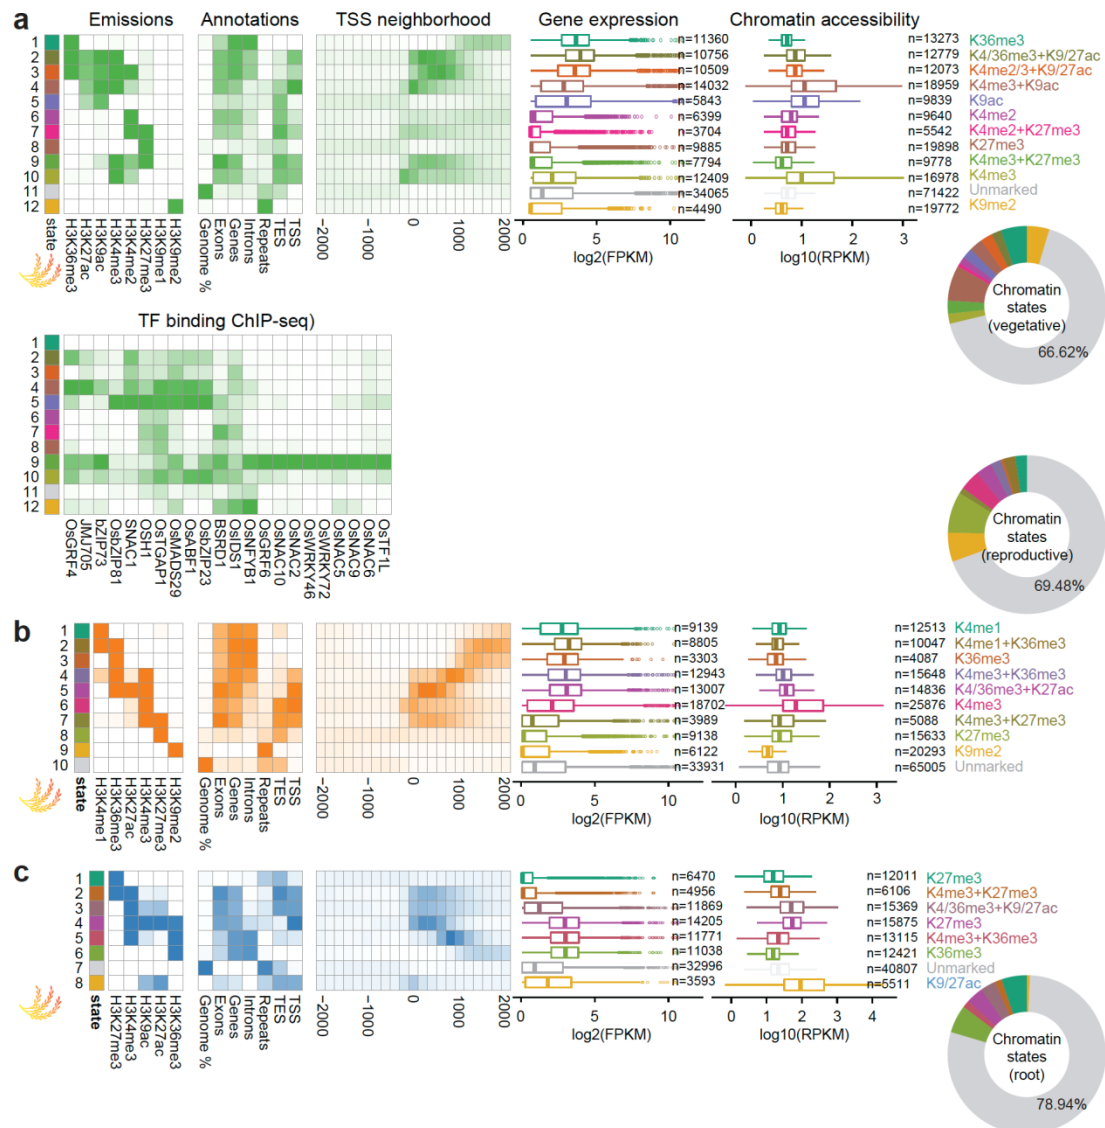 a
Emissions Annotations TSS neighborhood Gene expression Chromatin accessibility
1 n=11360 n=13273 K36me3
2 n=10756 n=12779 K4/36me3+K9/27ac
3 n=10509 n=12073 K4me2/3+K9/27ac
4 n=14032 n=18959 K4me3+K9ac
5 n=5843 n=9839 K9ac
6 n=6399 n=9640 K4me2
7 n=3704 n=5542 K4me2+K27me3
8 n=9885 n=19898 K27me3
9 n=7794 n=9778 K4me3+K27me3
10 n=12409 n=16978 K4me3
11 n=34065 n=71422 Unmarked
12 n=4490 n=19772 K9me2
state H3K36me3 H3K27ac H3K9ac H3K4me3 H3K4me2 H3K27me3 H3K9me1 H3K9me2
Genome % Exons Genes Introns Repeats TES TSS
−2000 −1000 0 1000 2000
0 5 10
log2(FPKM)
0 1 2 3
log10(RPKM)
Chromatin
states
(vegetative)
66.62%
TF binding ChIP-seq)
1
2
3
4
5
6
7
8
9
10
11
12
OsGRF4 JMJ705 bZIP73 OsbZIP81 SNAC1 OSH1 OsTGAP1 OsMADS29 OsABF1 OsbZIP23 BSRD1 OsIDS1 OsNFYB1 OsGRF6 OsNAC10 OsNAC2 OsWRKY46 OsWRKY72 OsNAC5 OsNAC9 OsNAC6 OsTF1L
Chromatin
states
(reproductive)
69.48%
b
1 n=9139 n=12513 K4me1
2 n=8805 n=10047 K4me1+K36me3
3 n=3303 n=4087 K36me3
4 n=12943 n=15648 K4me3+K36me3
5 n=13007 n=14836 K4/36me3+K27ac
6 n=18702 n=25876 K4me3
7 n=3989 n=5088 K4me3+K27me3
8 n=9138 n=15633 K27me3
9 n=6122 n=20293 K9me2
10 n=33931 n=65005 Unmarked
state H3K4me1 H3K36me3 H3K27ac H3K4me3 H3K27me3 H3K9me2
Genome % Exons Genes Introns Repeats TES TSS
−2000 −1000 0 1000 2000
0 5 10
log2(FPKM)
0 1 2 3
log10(RPKM)
c
1 n=6470 n=12011 K27me3
2 n=4956 n=6106 K4me3+K27me3
3 n=11869 n=15369 K4/36me3+K9/27ac
4 n=14205 n=15875 K27me3
5 n=11771 n=13115 K4me3+K36me3
6 n=11038 n=12421 K36me3
7 n=32996 n=40807 Unmarked
8 n=3593 n=5511 K9/27ac
state H3K27me3 H3K4me3 H3K9ac H3K27ac H3K36me3
Genome % Exons Genes Introns Repeats TES TSS
−2000 −1000 0 1000 2000
0 5 10
log2(FPKM)
0 1 2 3 4
log10(RPKM)
Chromatin
states
(root)
78.94%